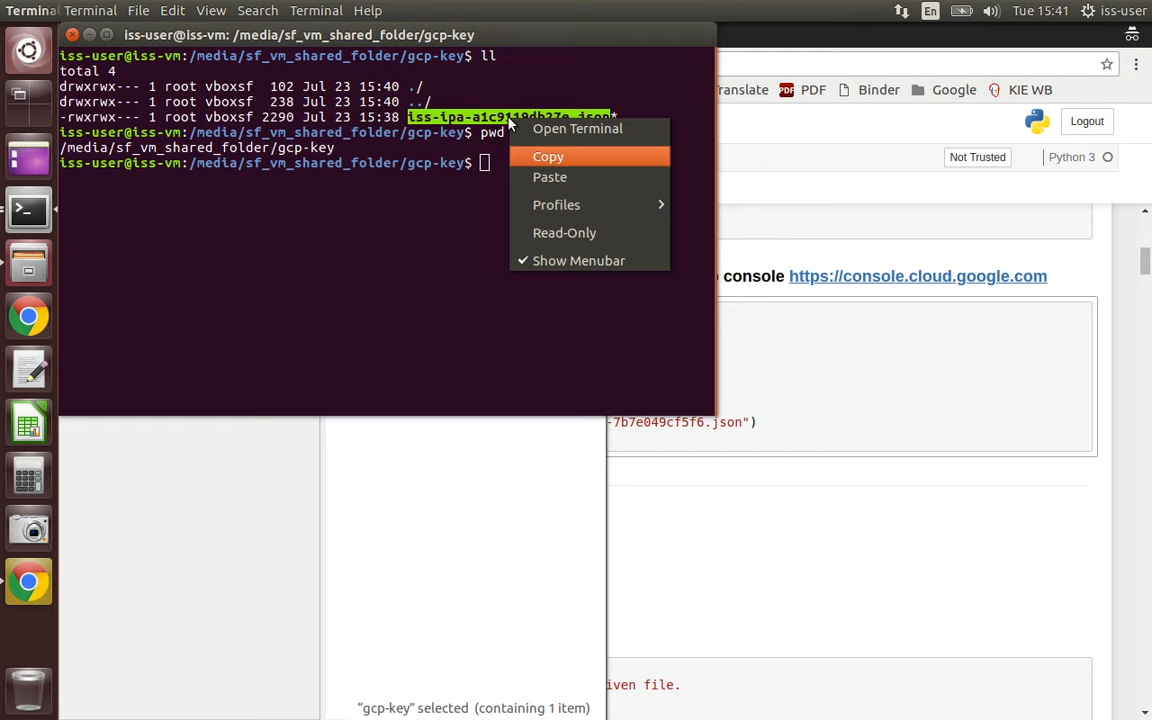 Terminal Terminal File Edit View Search Terminal Help
En Tue 15:41 iss-user
iss-user@iss-vm: /media/sf_vm_shared_folder/gcp-key
iss-user@iss-vm:/media/sf_vm_shared_folder/gcp-key$ ll
total 4
drwxrwx--- 1 root vboxsf 102 Jul 23 15:40 ./
drwxrwx--- 1 root vboxsf 238 Jul 23 15:40 ../
-rwxrwx--- 1 root vboxsf 2290 Jul 23 15:38
iss-user@iss-vm:/media/sf_vm_shared_folder/gcp-key$ pwd
/media/sf_vm_shared_folder/gcp-key
iss-user@iss-vm:/media/sf_vm_shared_folder/gcp-key$
Open Terminal
Copy
Paste
Profiles
Read-Only
Show Menubar
Translate PDF PDF Binder Google KIE WB
Logout
Not Trusted Python 3
console https://console.cloud.google.com
-7b7e049cf5f6.json")
iven file.
"gcp-key" selected (containing 1 item)